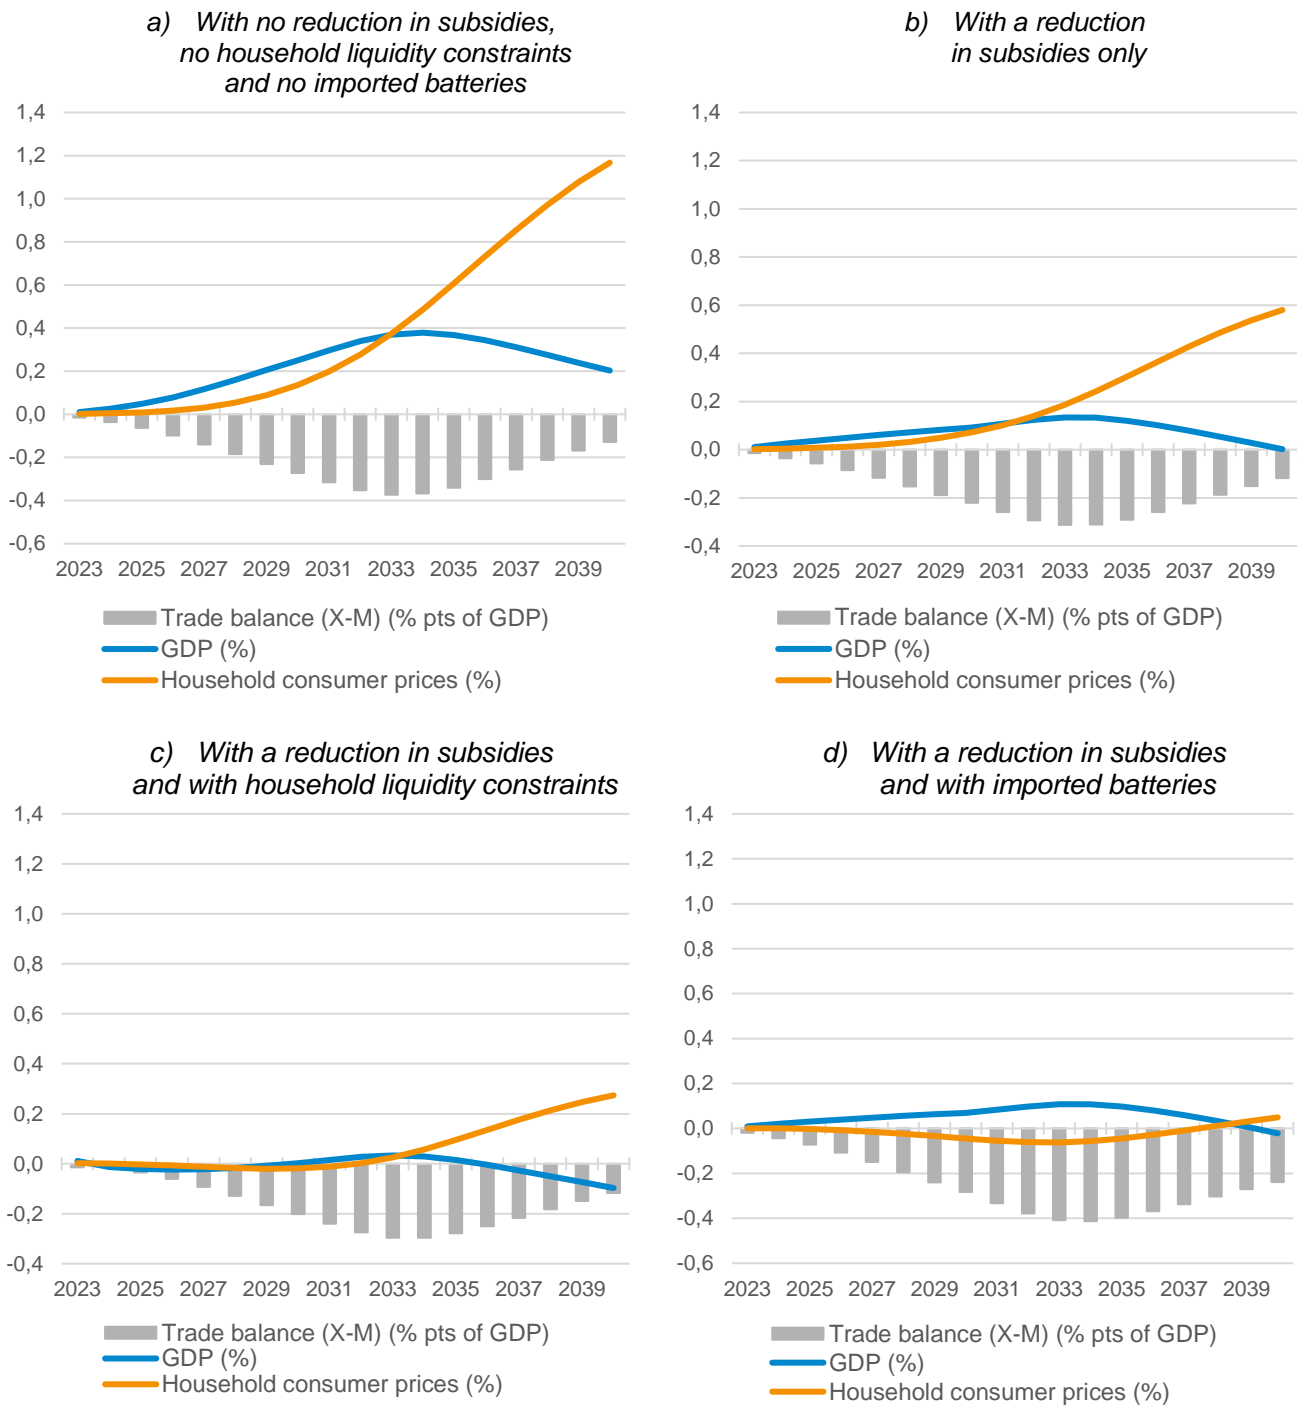 a) With no reduction in subsidies,
no household liquidity constraints
and no imported batteries
1,4
1,2
1,0
0,8
0,6
0,4
0,2
0,0
-0,2
-0,4
-0,6
2023 2025 2027 2029 2031 2033 2035 2037 2039
Trade balance (X-M) (% pts of GDP)
GDP (%)
Household consumer prices (%)
b) With a reduction
in subsidies only
1,4
1,2
1,0
0,8
0,6
0,4
0,2
0,0
-0,2
-0,4
2023 2025 2027 2029 2031 2033 2035 2037 2039
Trade balance (X-M) (% pts of GDP)
GDP (%)
Household consumer prices (%)
c) With a reduction in subsidies
and with household liquidity constraints
1,4
1,2
1,0
0,8
0,6
0,4
0,2
0,0
-0,2
-0,4
2023 2025 2027 2029 2031 2033 2035 2037 2039
Trade balance (X-M) (% pts of GDP)
GDP (%)
Household consumer prices (%)
d) With a reduction in subsidies
and with imported batteries
1,4
1,2
1,0
0,8
0,6
0,4
0,2
0,0
-0,2
-0,4
-0,6
2023 2025 2027 2029 2031 2033 2035 2037 2039
Trade balance (X-M) (% pts of GDP)
GDP (%)
Household consumer prices (%)